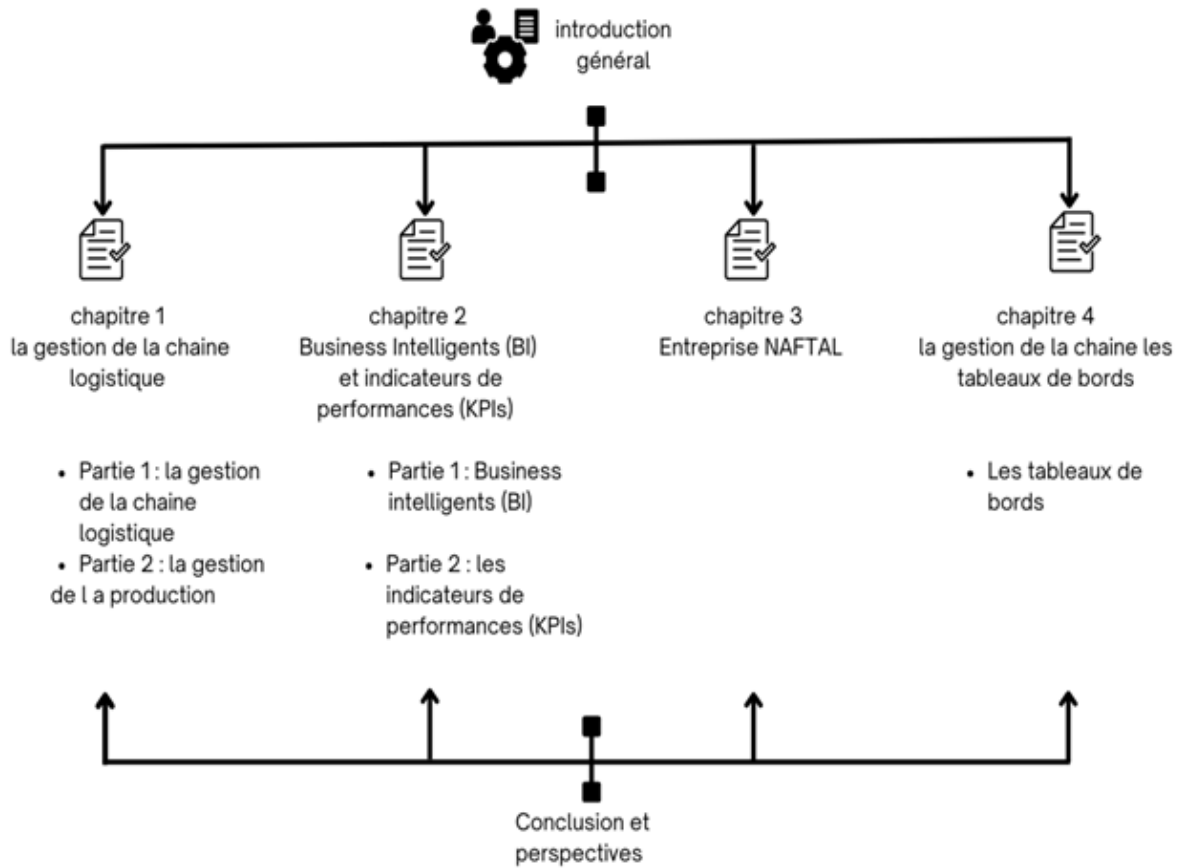 introduction
général
chapitre 1
la gestion de la chaine
logistique
• Partie 1 : la gestion
de la chaine
logistique
• Partie 2 : la gestion
de l a production
chapitre 2
Business Intelligents (BI)
et indicateurs de
performances (KPIs)
• Partie 1 : Business
intelligents (BI)
• Partie 2 : les
indicateurs de
performances (KPIs)
chapitre 3
Entreprise NAFTAL
chapitre 4
la gestion de la chaine les
tableaux de bords
• Les tableaux de
bords
Conclusion et
perspectives